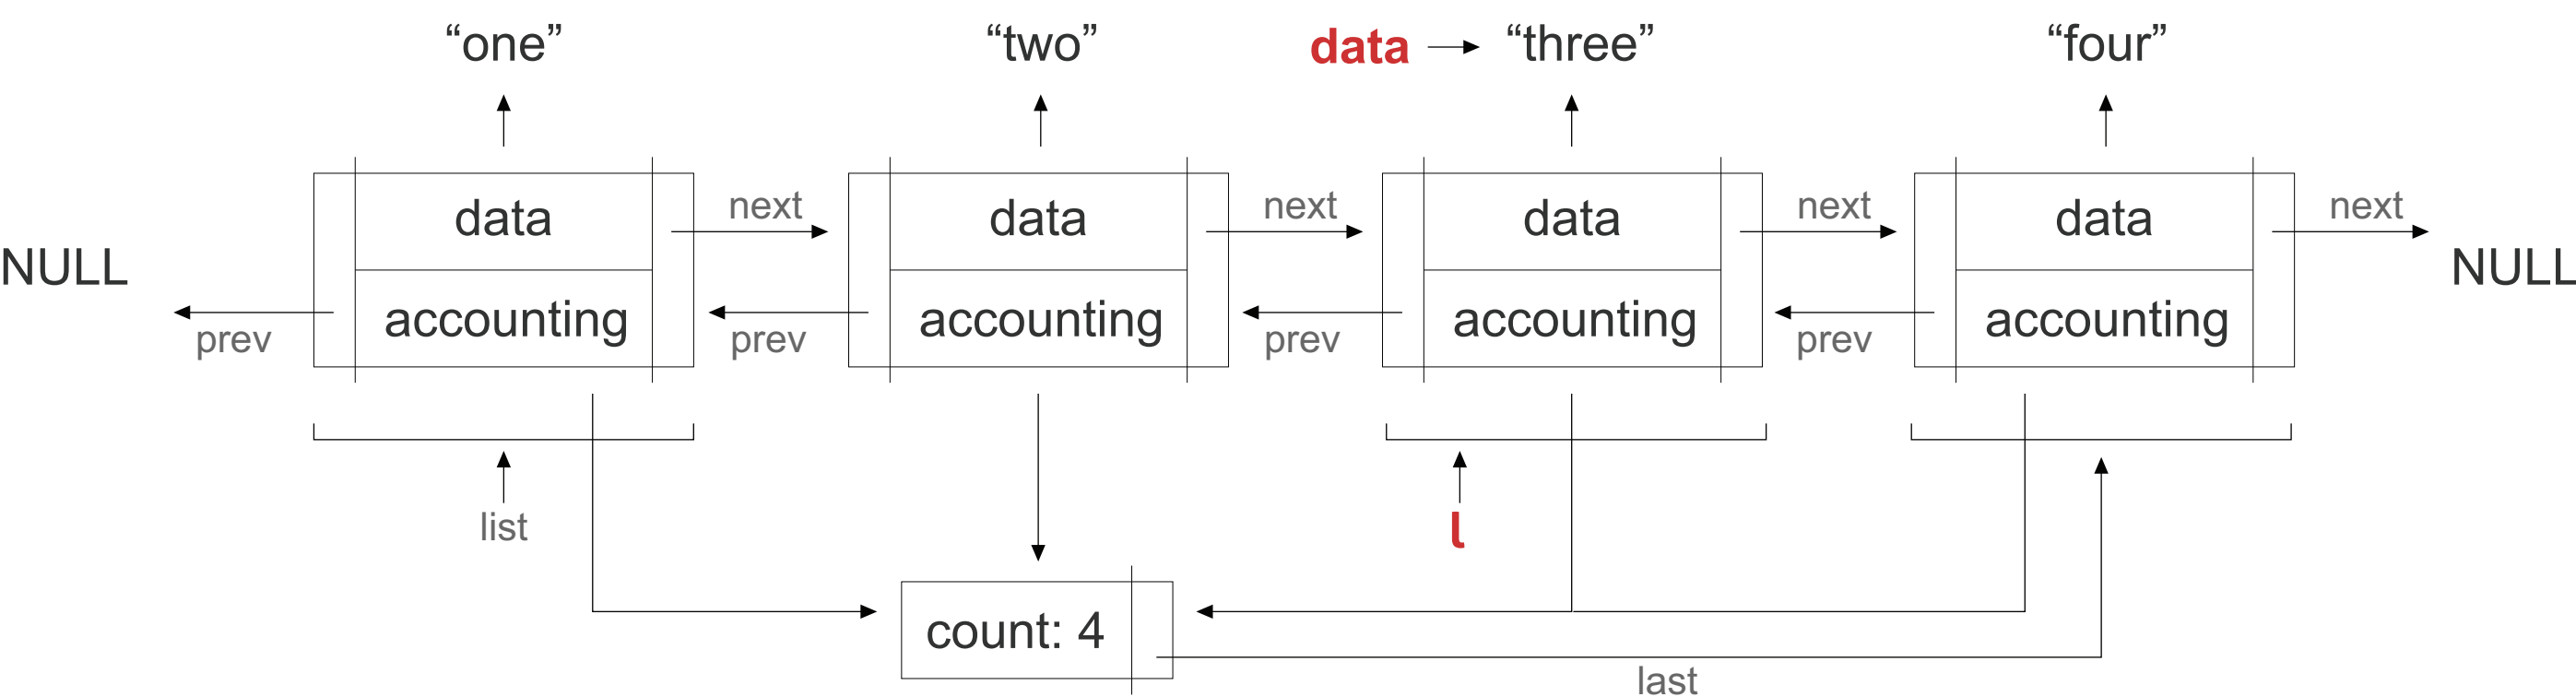 “one” “two” data “three” “four”
next next next next
data data data data
NULL NULL
accounting accounting accounting accounting
prev prev prev prev
list l
count: 4
last